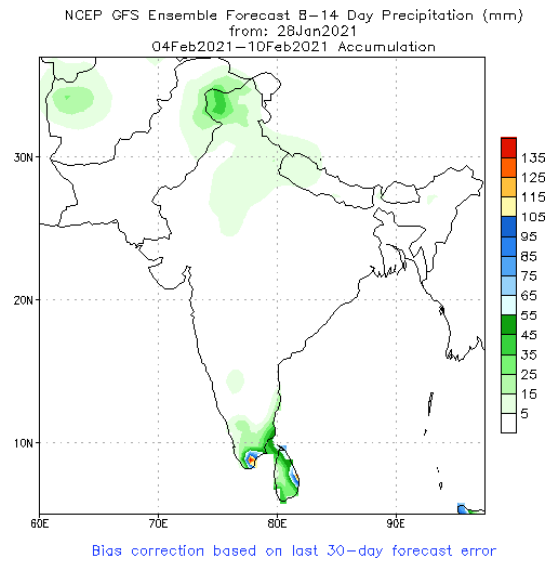 NCEP GFS Ensemble Forecast 8-14 Day Precipitation (mm)
from: 28Jan2021
04Feb2021-10Feb2021 Accumulation
30N
20N
10N
60E
70E
80E
90E
135
125
115
105
95
85
75
65
55
45
35
25
15
5
Bias correction based on last 30-day forecast error